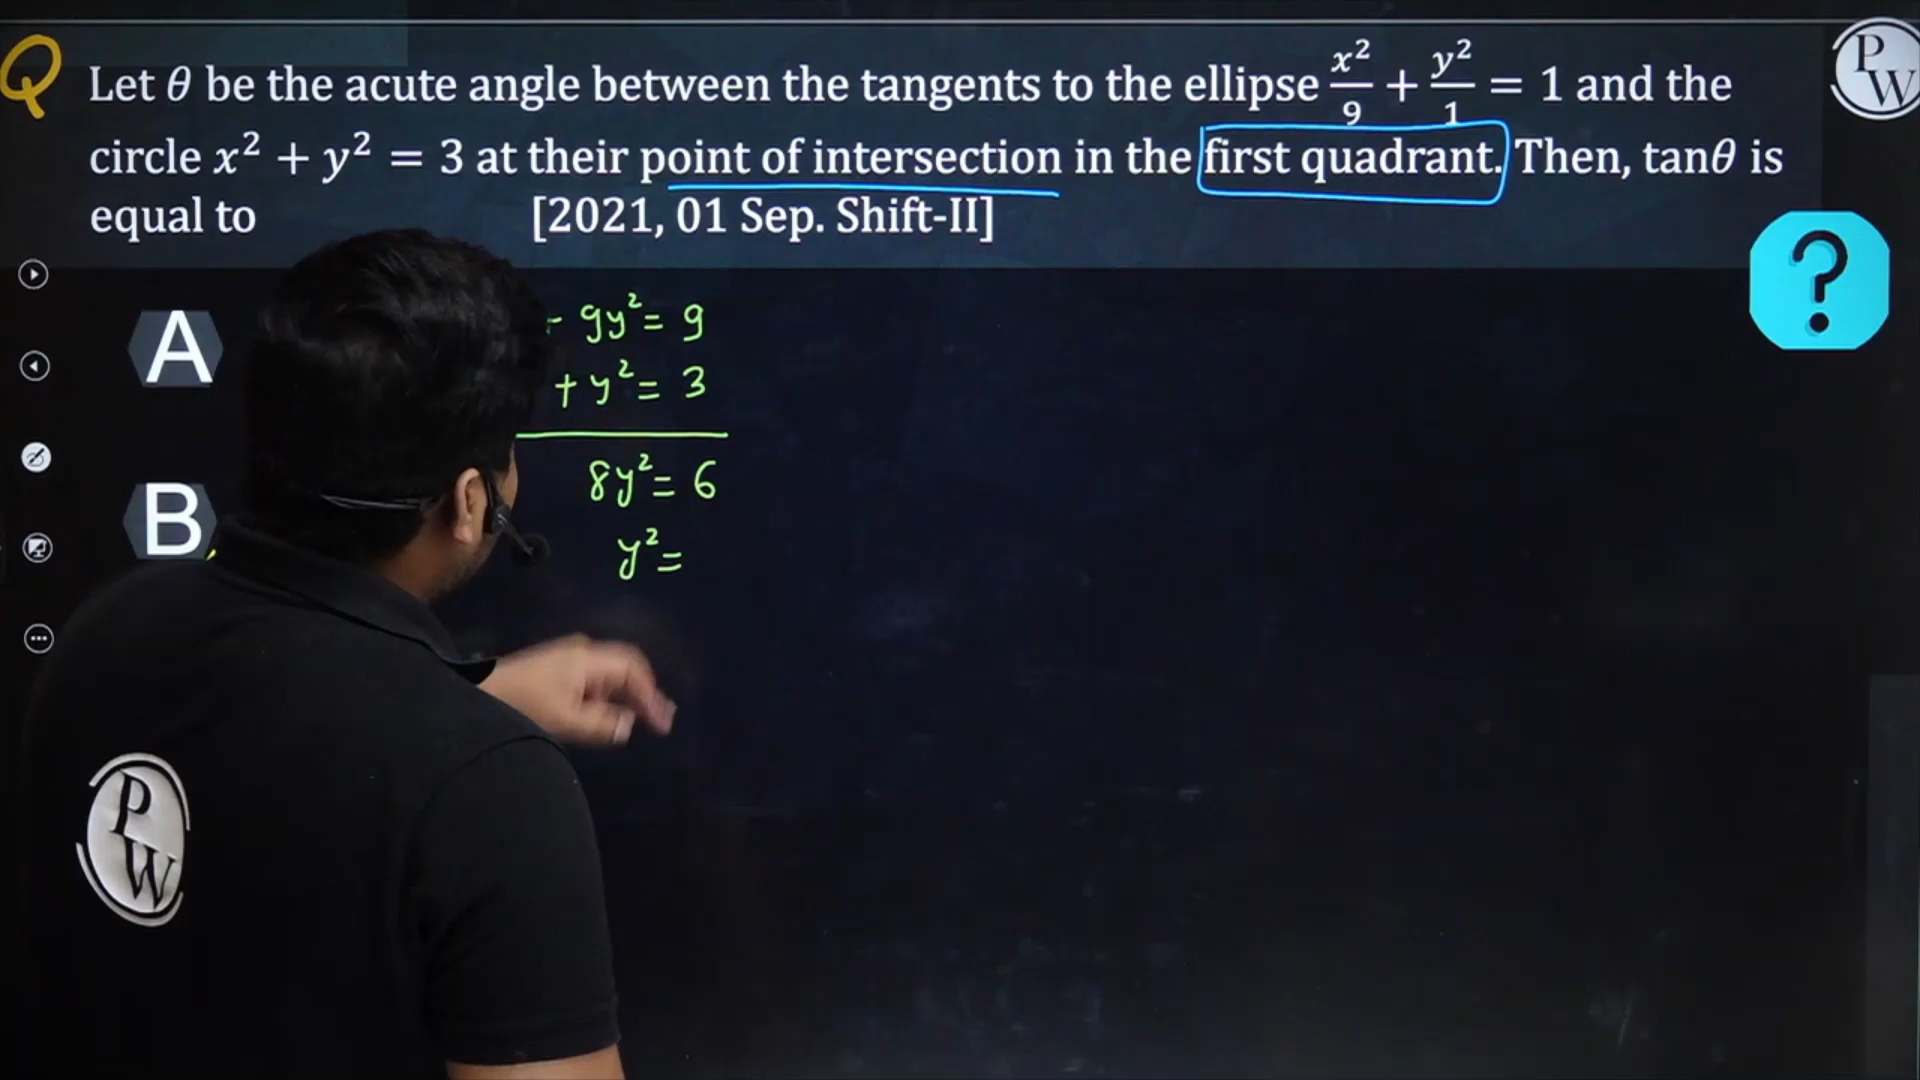 Q
Let θ be the acute angle between the tangents to the ellipse x²/9 + y²/1 = 1 and the
circle x² + y² = 3 at their point of intersection in the first quadrant. Then, tanθ is
equal to [2021, 01 Sep. Shift-II]
PW
?
A
9y² = 9
+ y² = 3
8y² = 6
B
y² =
PW